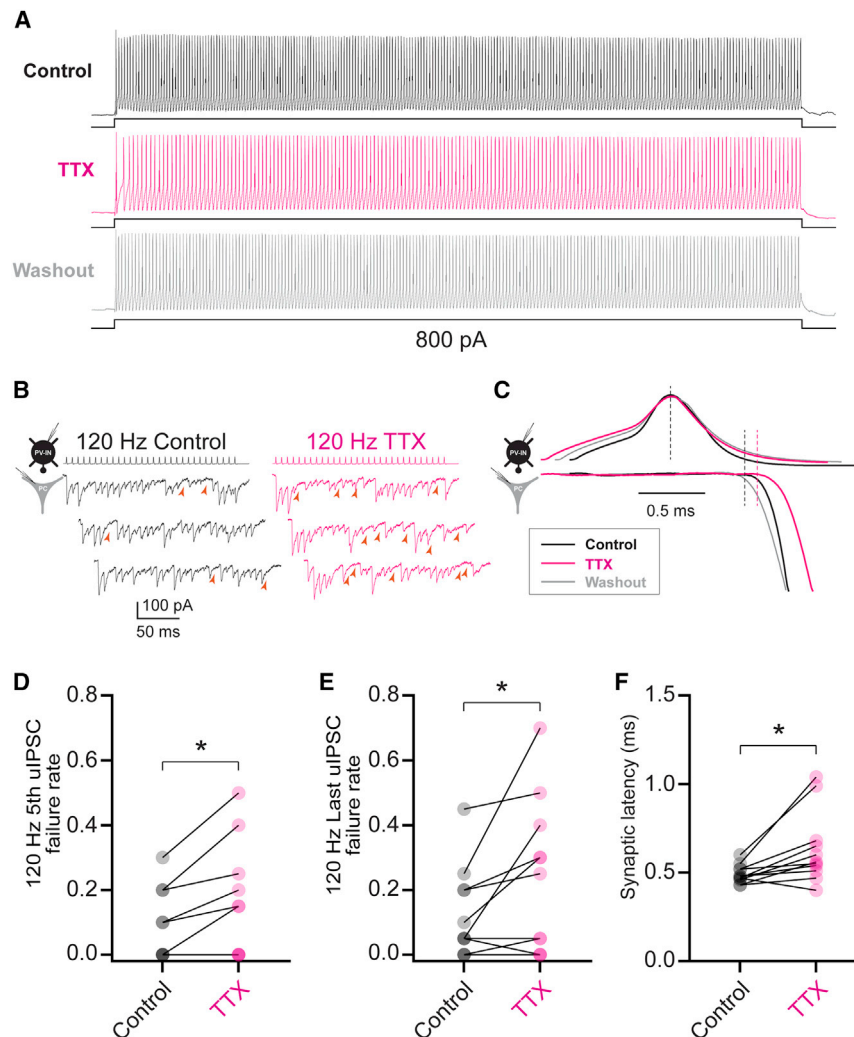 A
Control
TTX
Washout
800 pA
B
120 Hz Control
120 Hz TTX
PV-IN
PC
100 pA
50 ms
C
PV-IN
PC
0.5 ms
Control
TTX
Washout
D
120 Hz 5th uIPSC
failure rate
0.8
0.6
0.4
0.2
0.0
*
Control
TTX
E
120 Hz Last uIPSC
failure rate
0.8
0.6
0.4
0.2
0.0
*
Control
TTX
F
Synaptic latency (ms)
1.5
1.0
0.5
0.0
*
Control
TTX